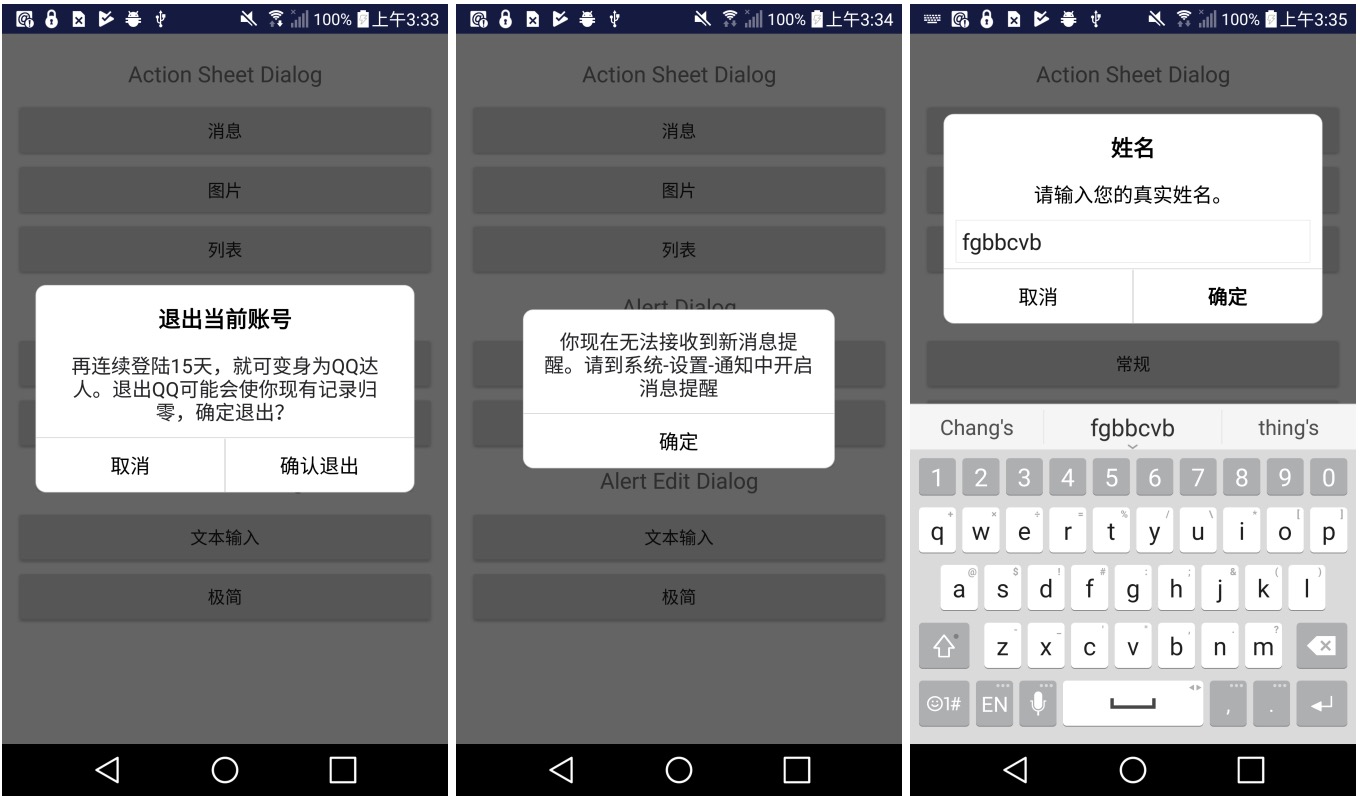 100% 上午3:33
Action Sheet Dialog
消息
图片
列表
退出当前账号
再连续登陆15天，就可变身为QQ达
人。退出QQ可能会使你现有记录归
零，确定退出？
取消
确认退出
文本输入
极简
100% 上午3:34
Action Sheet Dialog
消息
图片
列表
Alert Dialog
你现在无法接收到新消息提
醒。请到系统-设置-通知中开启
消息提醒
确定
Alert Edit Dialog
文本输入
极简
100% 上午3:35
Action Sheet Dialog
姓名
请输入您的真实姓名。
fgbbcvb
取消
确定
常规
Chang's fgbbcvb thing's
1 2 3 4 5 6 7 8 9 0
q w e r t y u i o p
a s d f g h j k l
z x c v b n m
1# EN , .